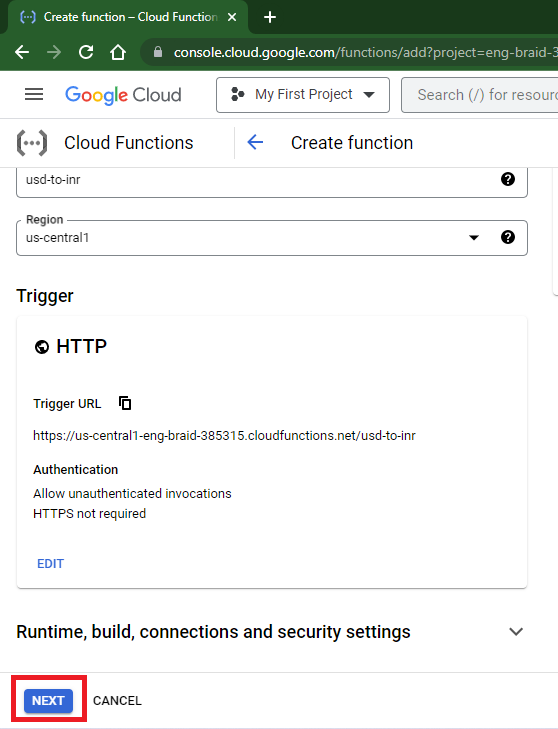 Create function – Cloud Function
console.cloud.google.com/functions/add?project=eng-braid-3
Google Cloud
My First Project
Search (/) for resour
Cloud Functions
Create function
usd-to-inr
Region
us-central1
Trigger
HTTP
Trigger URL
https://us-central1-eng-braid-385315.cloudfunctions.net/usd-to-inr
Authentication
Allow unauthenticated invocations
HTTPS not required
EDIT
Runtime, build, connections and security settings
NEXT
CANCEL